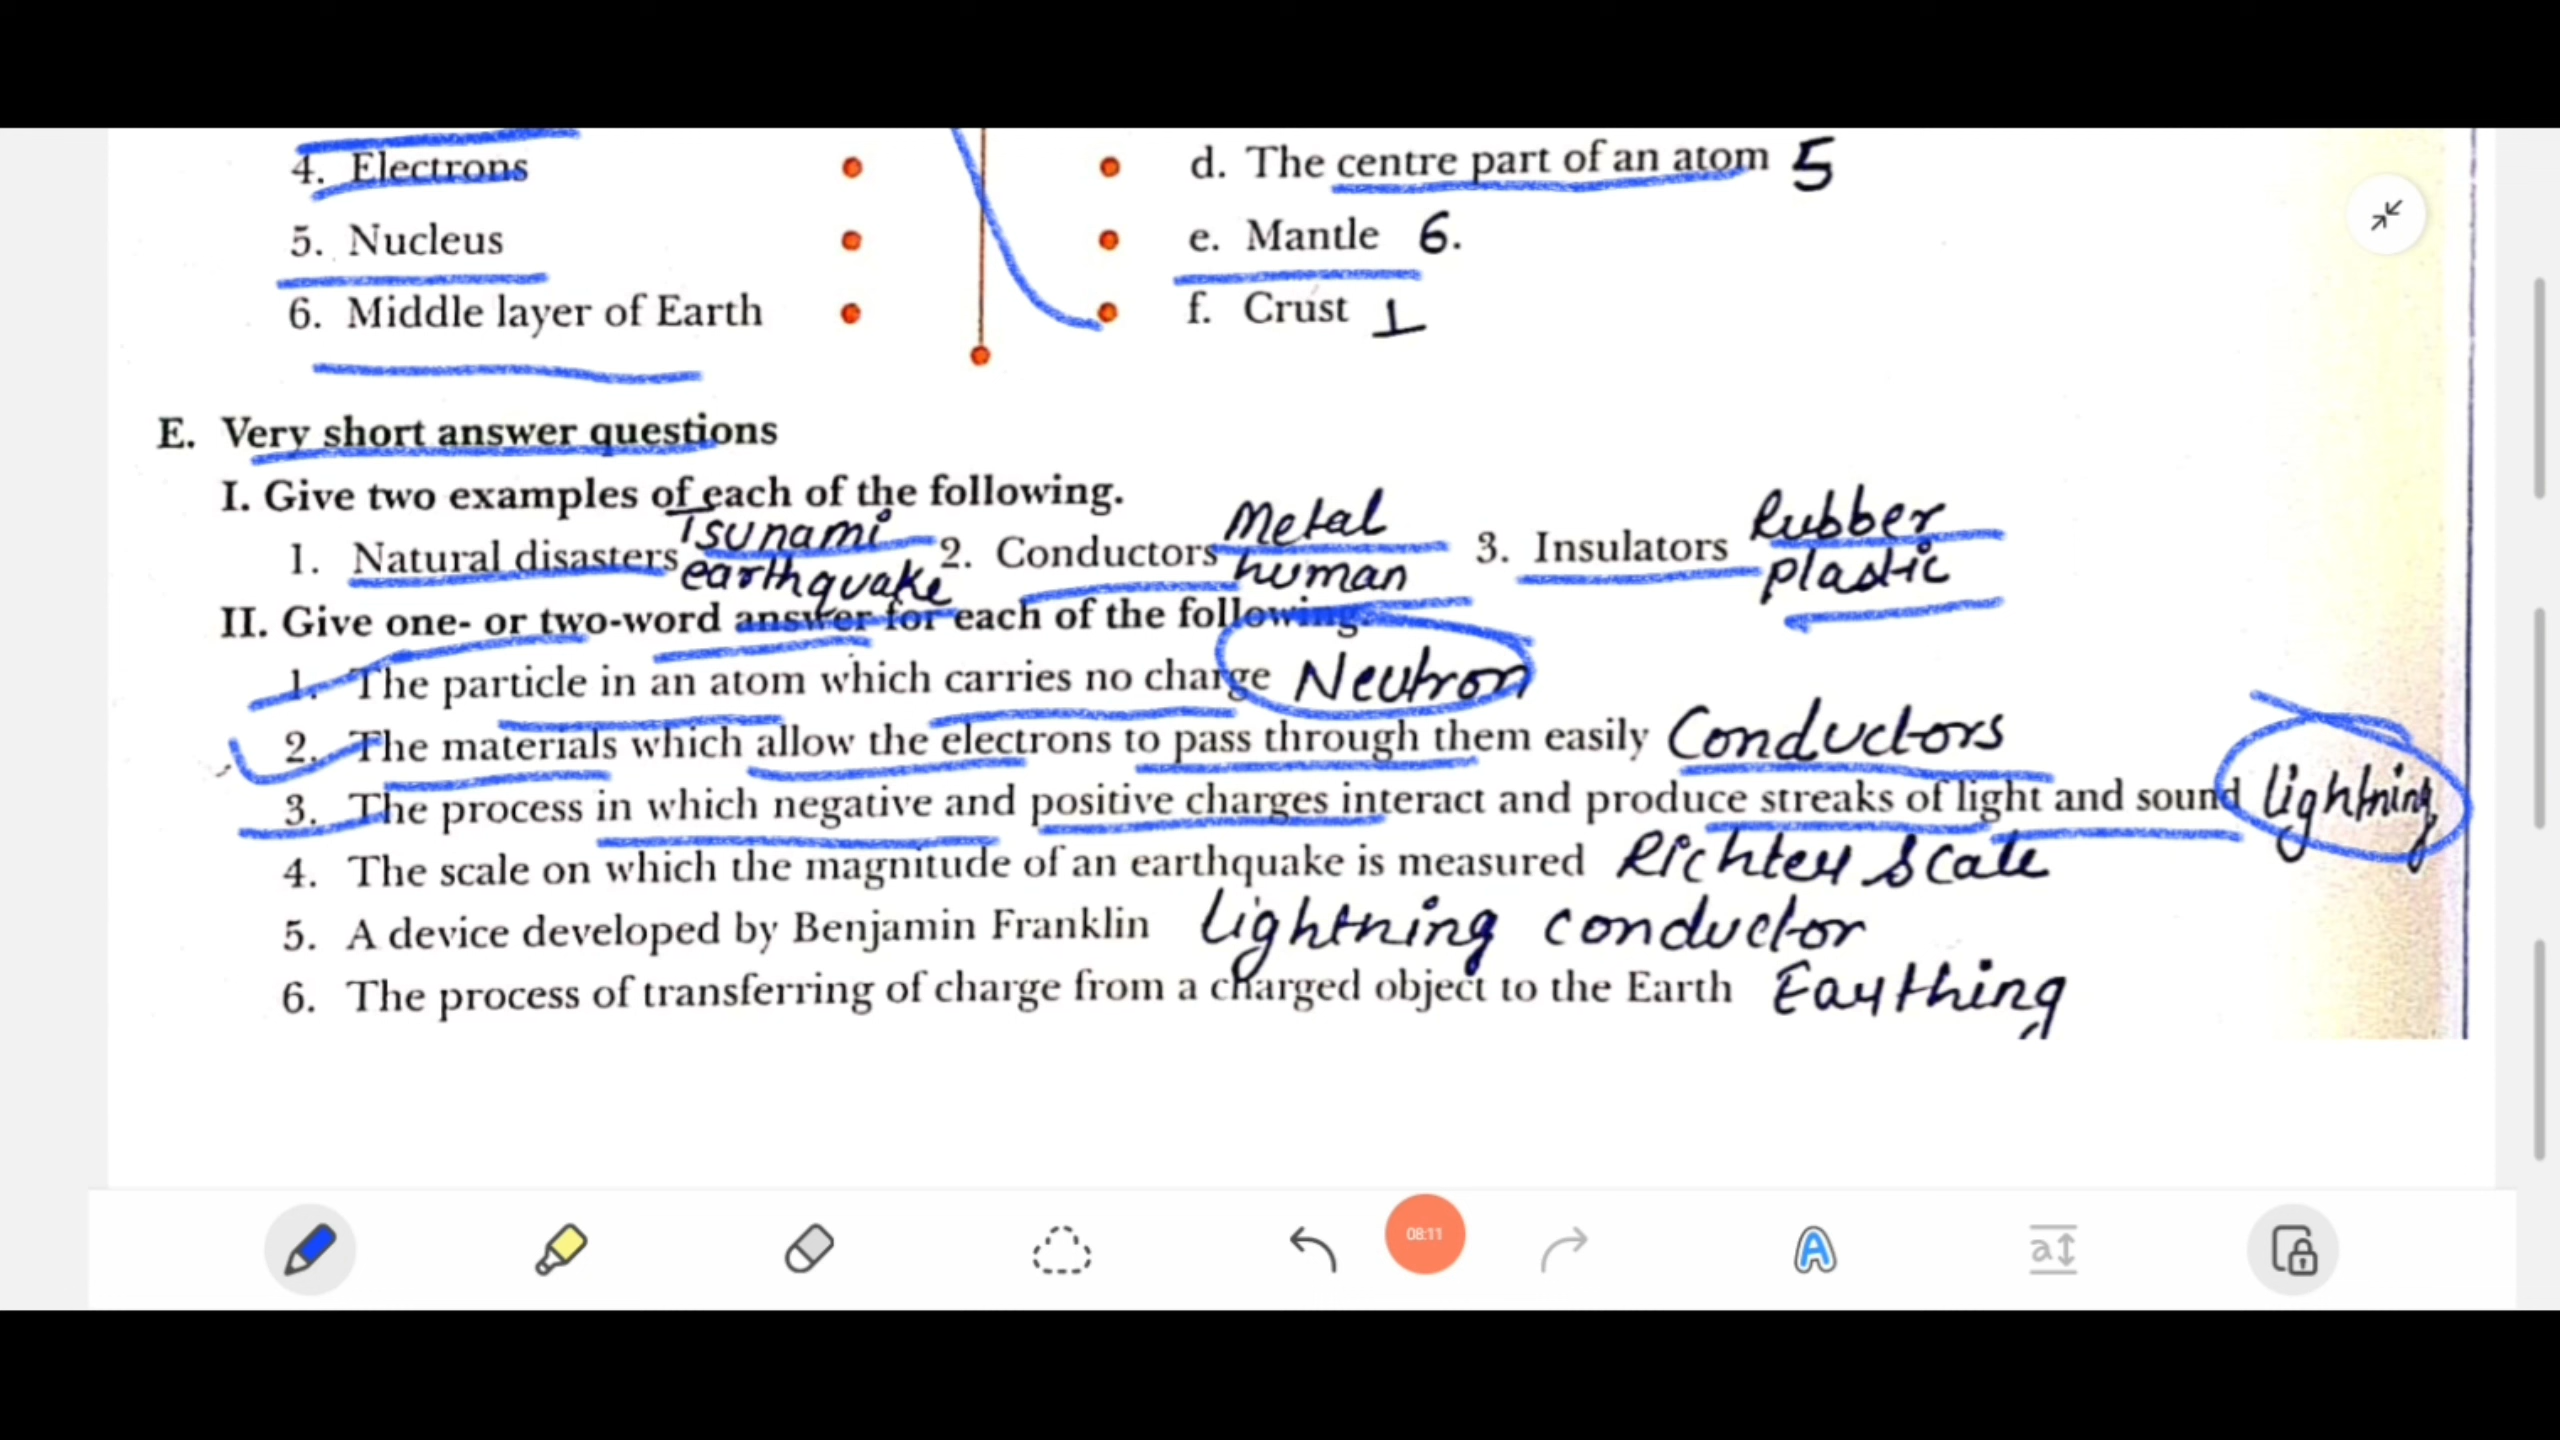 4. Electrons d. The centre part of an atom 5
5. Nucleus e. Mantle 6.
6. Middle layer of Earth f. Crust 1
E. Very short answer questions
I. Give two examples of each of the following.
1. Natural disasters Tsunami earthquake 2. Conductors Metal human 3. Insulators Rubber plastic
II. Give one- or two-word answer for each of the following.
1. The particle in an atom which carries no charge Neutron
2. The materials which allow the electrons to pass through them easily Conductors
3. The process in which negative and positive charges interact and produce streaks of light and sound lightning
4. The scale on which the magnitude of an earthquake is measured Richter scale
5. A device developed by Benjamin Franklin lightning conductor
6. The process of transferring of charge from a charged object to the Earth Earthing
08:11
A
a